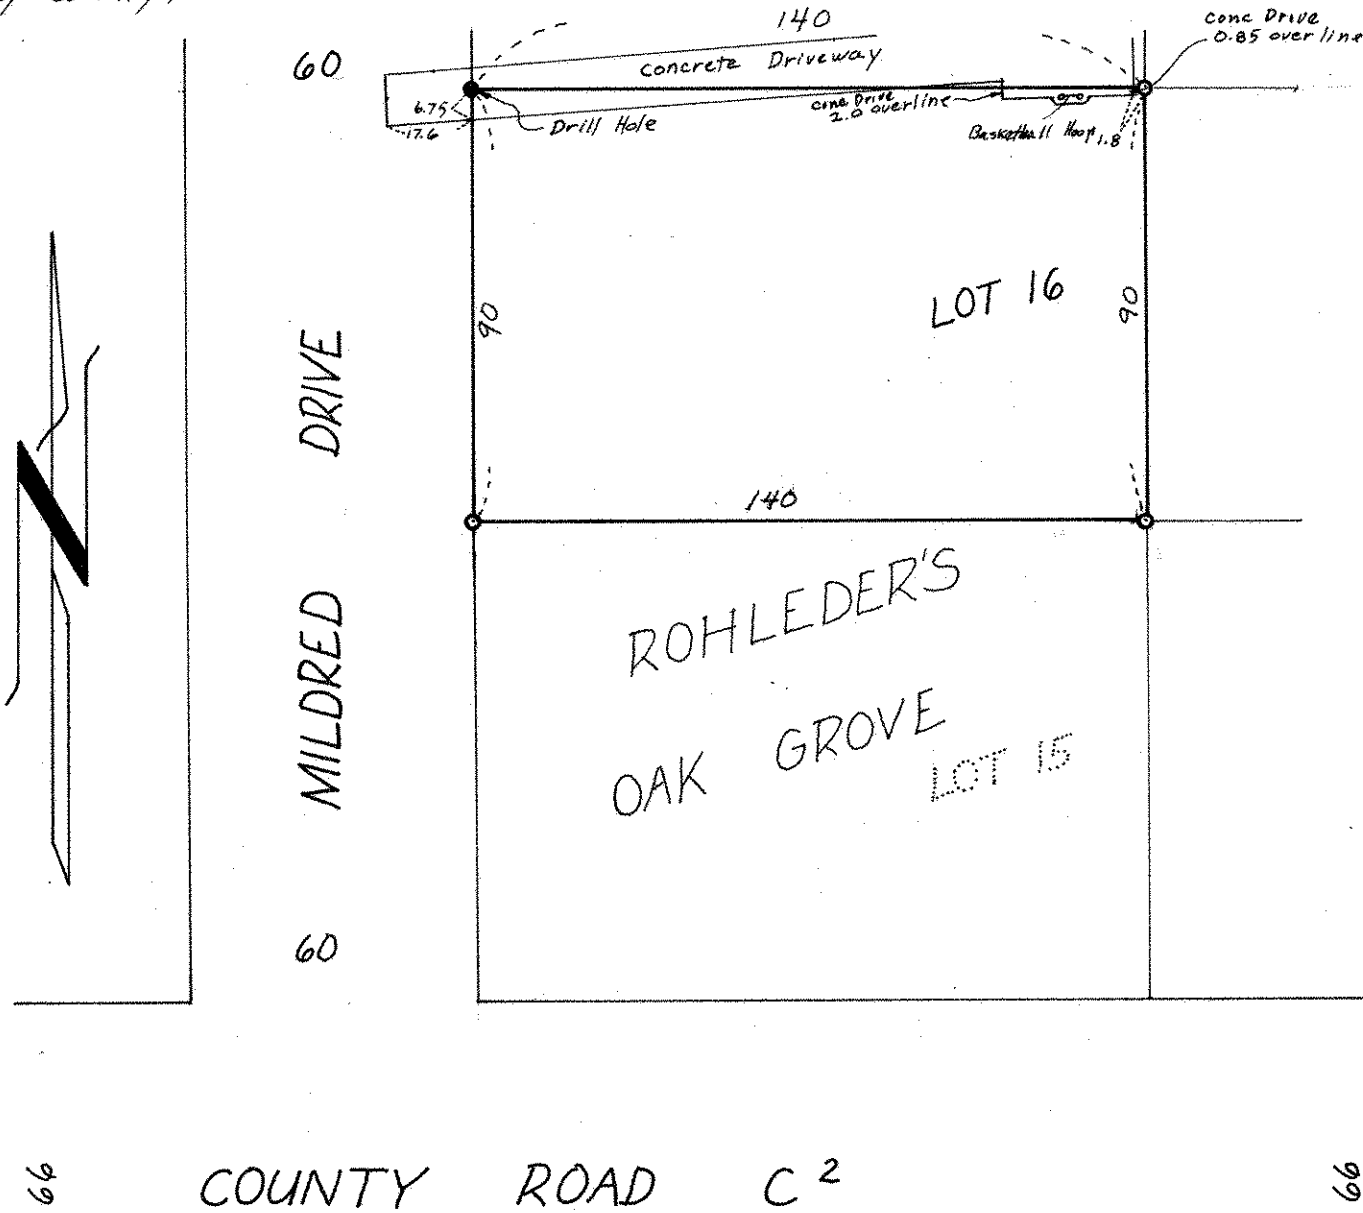 140
conc Drive
0.85 over line
60
Concrete Driveway
6.75
17.6
Drill Hole
conc Drive
2.0 overline
Basketball Hoop
1.8
LOT 16
90
90
N
MILDRED DRIVE
140
ROHLEDER'S
OAK GROVE
LOT 15
60
66
COUNTY ROAD C 2
66